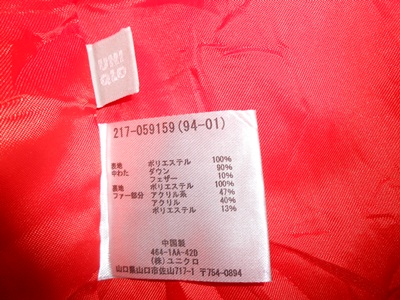 UNI
QLO
217-059159(94-01)
表地 ポリエステル 100%
中わた ダウン 90%
フェザー 10%
裏地 ポリエステル 100%
ファー部分 アクリル系 47%
アクリル 40%
ポリエステル 13%
中国製
464-1AA-42D
(株)ユニクロ
山口県山口市佐山717-1 〒754-0894